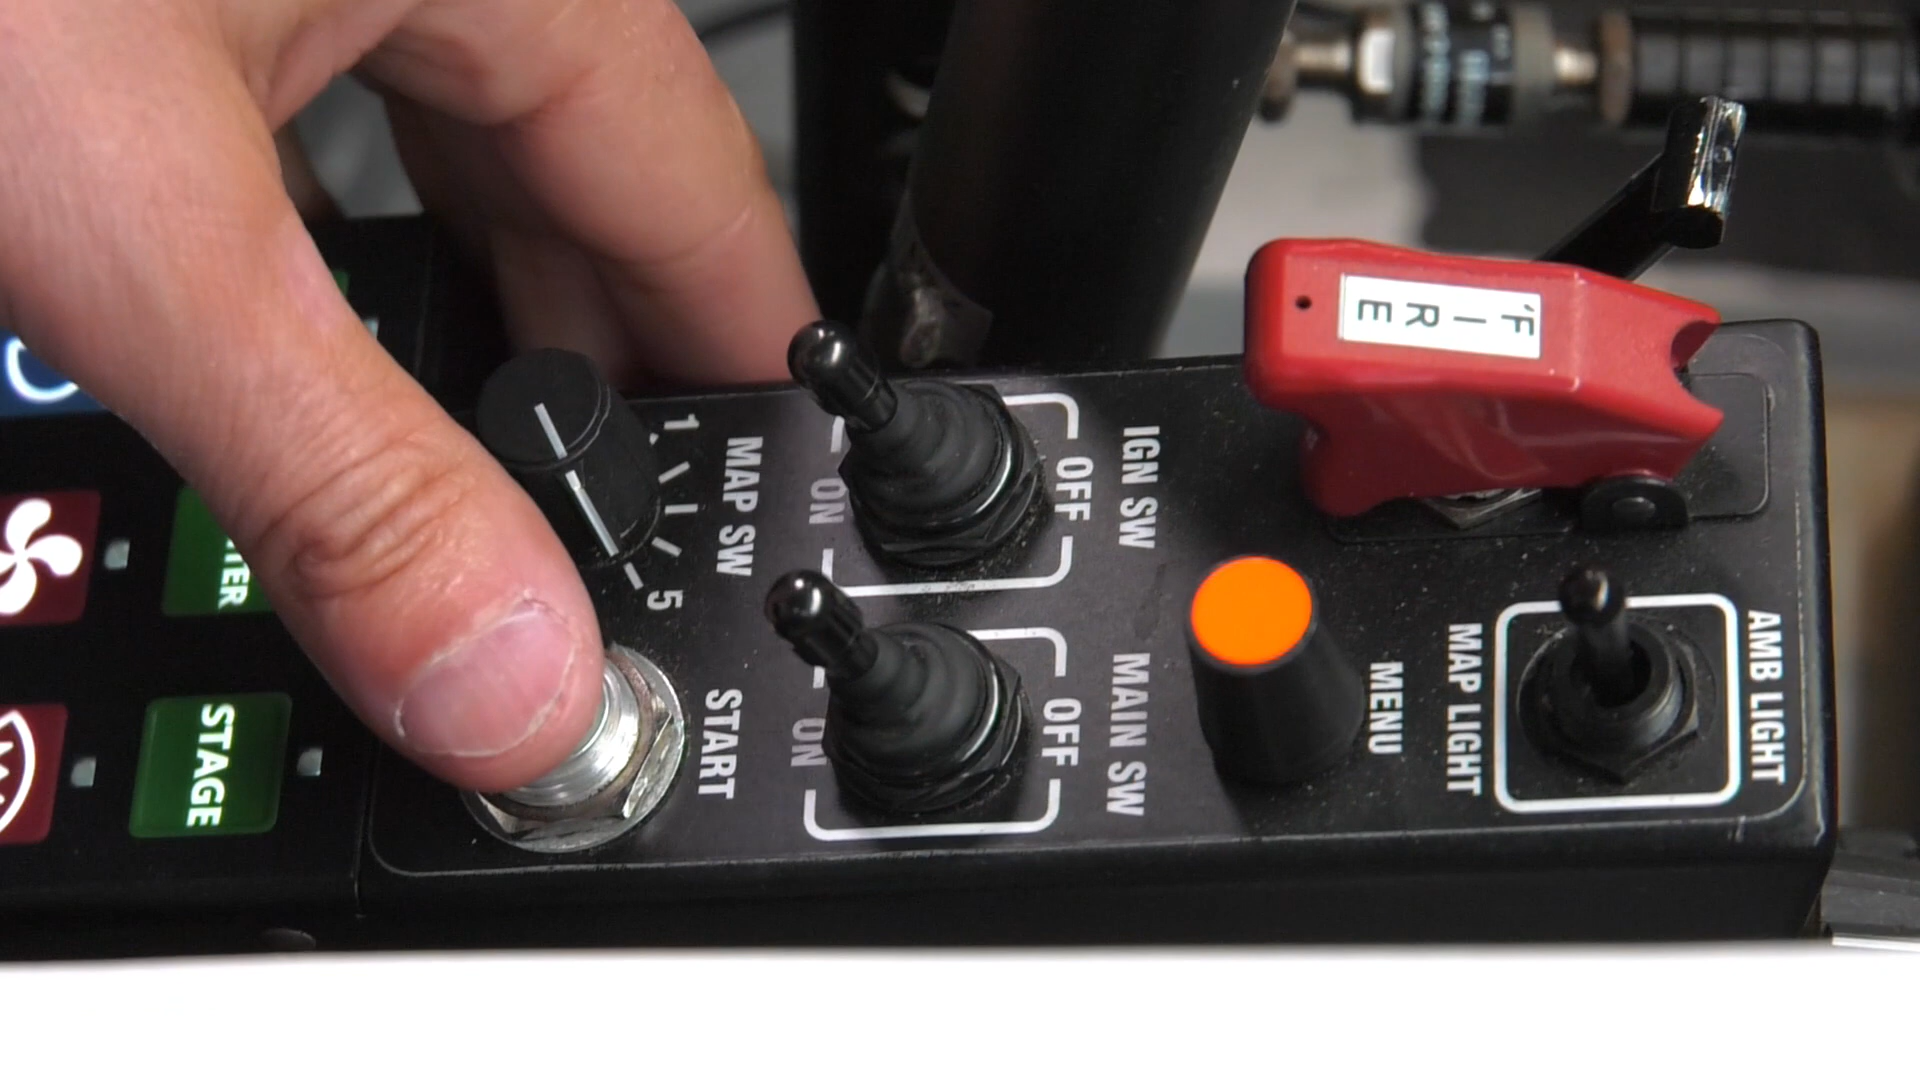 FIRE
1
5
MAP SW
ON
OFF
IGN SW
START
ON
OFF
MAIN SW
MENU
MAP LIGHT
AMB LIGHT
STAGE